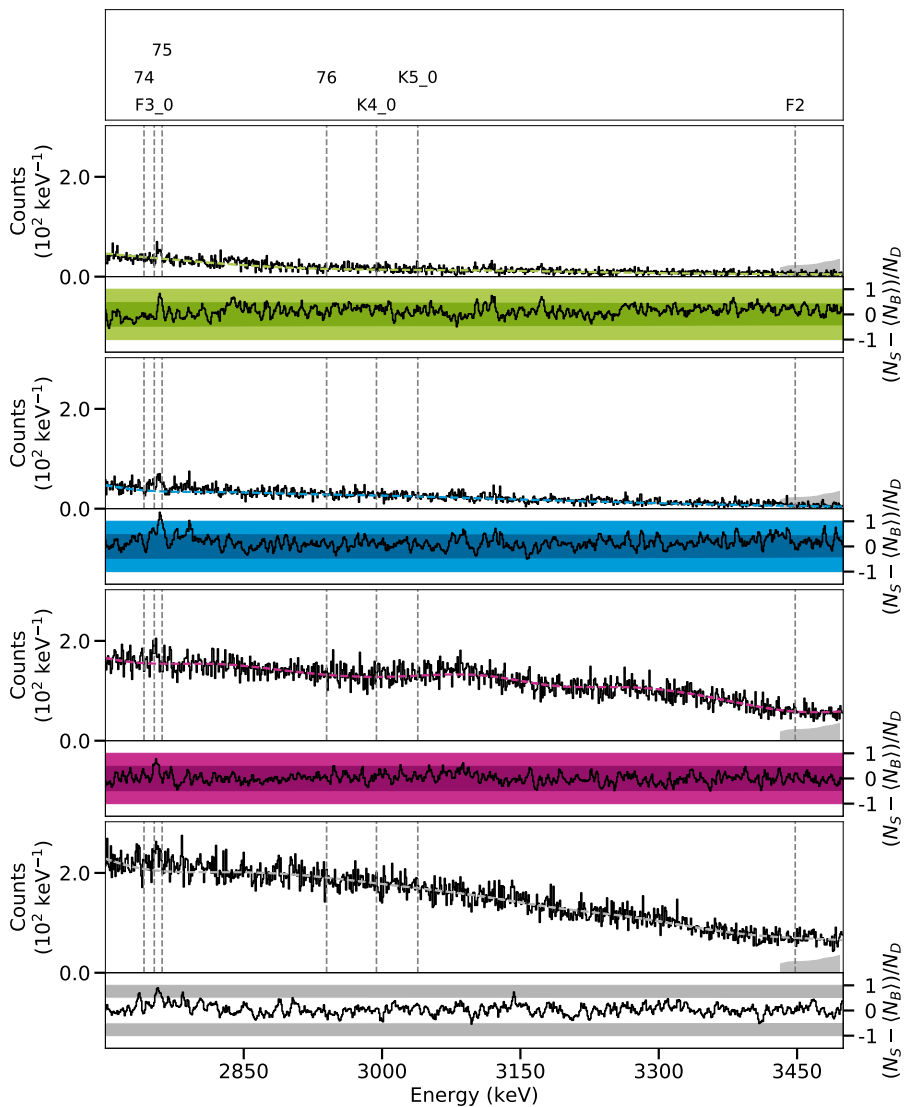 75
74 76 K5_0
F3_0 K4_0 F2
Counts
(10² keV⁻¹)
2.0
0.0
1
0
-1
(N_S − ⟨N_B⟩)/N_D
Counts
(10² keV⁻¹)
2.0
0.0
1
0
-1
(N_S − ⟨N_B⟩)/N_D
Counts
(10² keV⁻¹)
2.0
0.0
1
0
-1
(N_S − ⟨N_B⟩)/N_D
Counts
(10² keV⁻¹)
2.0
0.0
1
0
-1
(N_S − ⟨N_B⟩)/N_D
2850 3000 3150 3300 3450
Energy (keV)